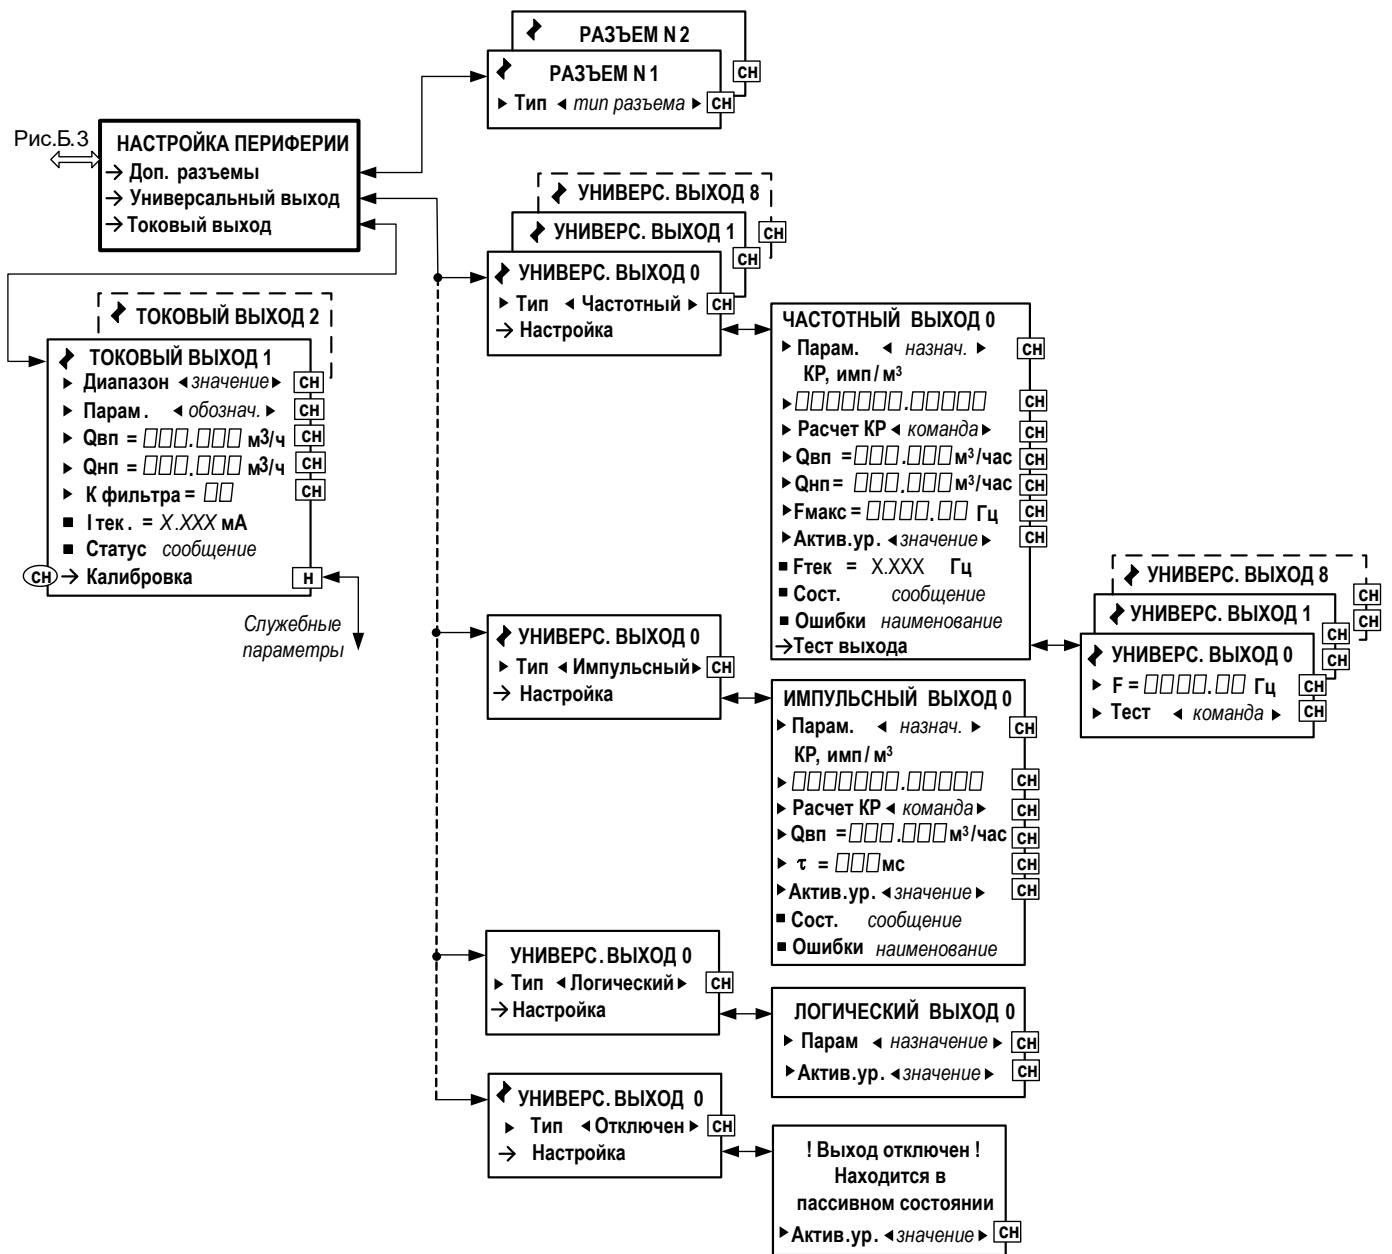 РАЗЪЕМ N 2
СН
РАЗЪЕМ N 1
▸ Тип ◂ тип разъема ▸ СН
Рис.Б.3
НАСТРОЙКА ПЕРИФЕРИИ
→ Доп. разъемы
→ Универсальный выход
→ Токовый выход
УНИВЕРС. ВЫХОД 8
СН
УНИВЕРС. ВЫХОД 1
СН
УНИВЕРС. ВЫХОД 0
▸ Тип ◂ Частотный ▸ СН
→ Настройка
ТОКОВЫЙ ВЫХОД 2
ТОКОВЫЙ ВЫХОД 1
▸ Диапазон ◂ значение ▸ СН
▸ Парам. ◂ обознач. ▸ СН
▸ Qвп = □□□.□□□ м3/ч СН
▸ Qнп = □□□.□□□ м3/ч СН
▸ К фильтра = □□ СН
▪ I тек. = X.XXX мА
▪ Статус сообщение
СН → Калибровка Н
Служебные
параметры
ЧАСТОТНЫЙ ВЫХОД 0
▸ Парам. ◂ назнач. ▸ СН
КР, имп/м³
▸ □□□□□□□.□□□□□ СН
▸ Расчет КР ◂ команда ▸ СН
▸ Qвп = □□□.□□□ м³/час СН
▸ Qнп = □□□.□□□ м³/час СН
▸ Fмакс = □□□□.□□ Гц СН
▸ Актив.ур. ◂ значение ▸ СН
▪ Fтек = X.XXX Гц
▪ Сост. сообщение
▪ Ошибки наименование
→ Тест выхода
УНИВЕРС. ВЫХОД 8
СН
СН
УНИВЕРС. ВЫХОД 1
СН
СН
УНИВЕРС. ВЫХОД 0
▸ F = □□□□.□□ Гц СН
▸ Тест ◂ команда ▸ СН
УНИВЕРС. ВЫХОД 0
▸ Тип ◂ Импульсный ▸ СН
→ Настройка
ИМПУЛЬСНЫЙ ВЫХОД 0
▸ Парам. ◂ назнач. ▸ СН
КР, имп/м³
▸ □□□□□□□.□□□□□ СН
▸ Расчет КР ◂ команда ▸ СН
▸ Qвп = □□□.□□□ м³/час СН
▸ τ = □□□ мс СН
▸ Актив.ур. ◂ значение ▸ СН
▪ Сост. сообщение
▪ Ошибки наименование
УНИВЕРС. ВЫХОД 0
▸ Тип ◂ Логический ▸ СН
→ Настройка
ЛОГИЧЕСКИЙ ВЫХОД 0
▸ Парам ◂ назначение ▸ СН
▸ Актив.ур. ◂ значение ▸ СН
УНИВЕРС. ВЫХОД 0
▸ Тип ◂ Отключен ▸ СН
→ Настройка
! Выход отключен !
Находится в
пассивном состоянии
▸ Актив.ур. ◂ значение ▸ СН